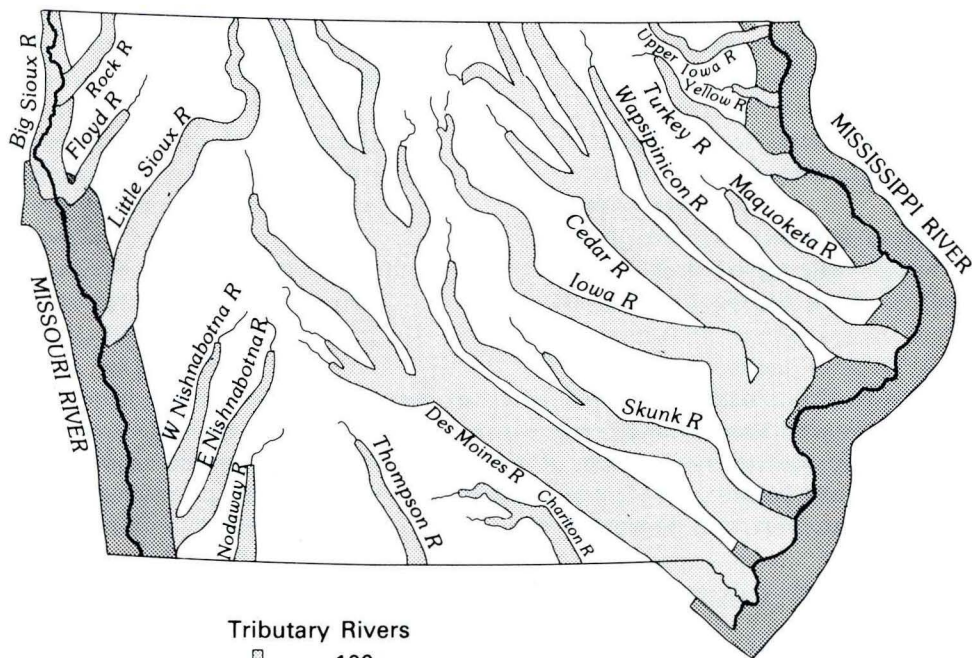 Big Sioux R
Rock R
Floyd R
Little Sioux R
Upper Iowa R
Yellow R
Turkey R
Wapsipinicon R
Maquoketa R
MISSISSIPPI RIVER
Cedar R
Iowa R
MISSOURI RIVER
W Nishnabotna R
E Nishnabotna R
Nodaway R
Thompson R
Des Moines R
Chariton R
Skunk R
Tributary Rivers